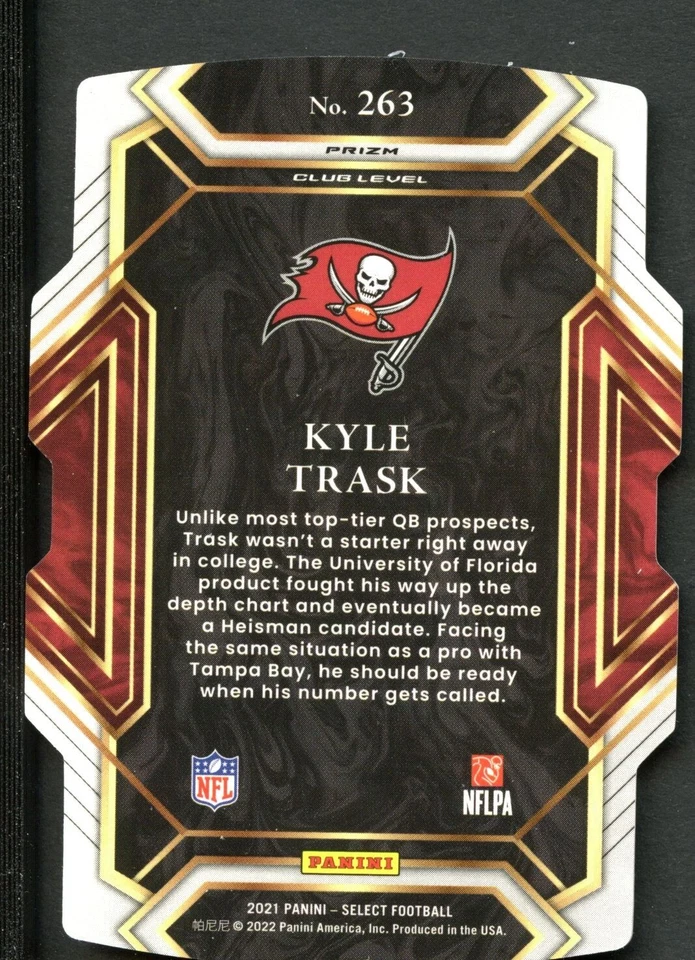 No. 263
PRIZM
CLUB LEVEL
KYLE
TRASK
Unlike most top-tier QB prospects,
Trask wasn't a starter right away
in college. The University of Florida
product fought his way up the
depth chart and eventually became
a Heisman candidate. Facing
the same situation as a pro with
Tampa Bay, he should be ready
when his number gets called.
NFL
NFLPA
PANINI
2021 PANINI – SELECT FOOTBALL
帕尼尼 © 2022 Panini America, Inc. Produced in the USA.